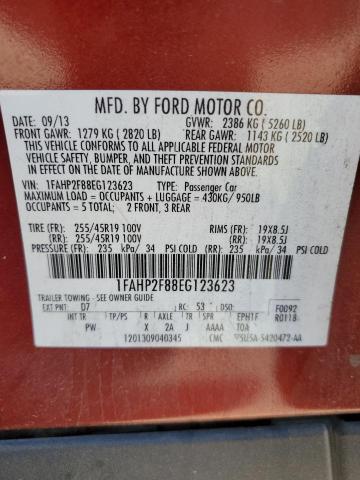 MFD. BY FORD MOTOR CO.
09/13 GVWR: 2386 KG ( 5260 LB)
FRONT GAWR: 1279 KG ( 2820 LB) REAR GAWR: 1143 KG ( 2520 LB)
THIS VEHICLE CONFORMS TO ALL APPLICABLE FEDERAL MOTOR
VEHICLE SAFETY, BUMPER, AND THEFT PREVENTION STANDARDS
IN EFFECT ON THE DATE OF MANUFACTURE SHOWN ABOVE.
VIN: 1FAHP2F88EG123623 TYPE: Passenger Car
MAXIMUM LOAD = OCCUPANTS + LUGGAGE = 430KG/ 950LB
OCCUPANTS = 5 TOTAL; 2 FRONT, 3 REAR
TIRE (FR): 255/45R19 100V RIMS (FR): 19X8.5J
(RR): 255/45R19 100V (RR): 19X8.5J
PRESSURE (FR): 235 kPa/ 34 PSI COLD (RR): 235 kPa/ 34 PSI COLD
1FAHP2F88EG123623
TRAILER TOWING - SEE OWNER GUIDE
EXT PNT: D7 RC: 53 DSO: F0092
INT TR TP/PS R AXLE TR SPR EPHTF R0118
PW X 2A J AAAA TOA
1201309040345 CMC